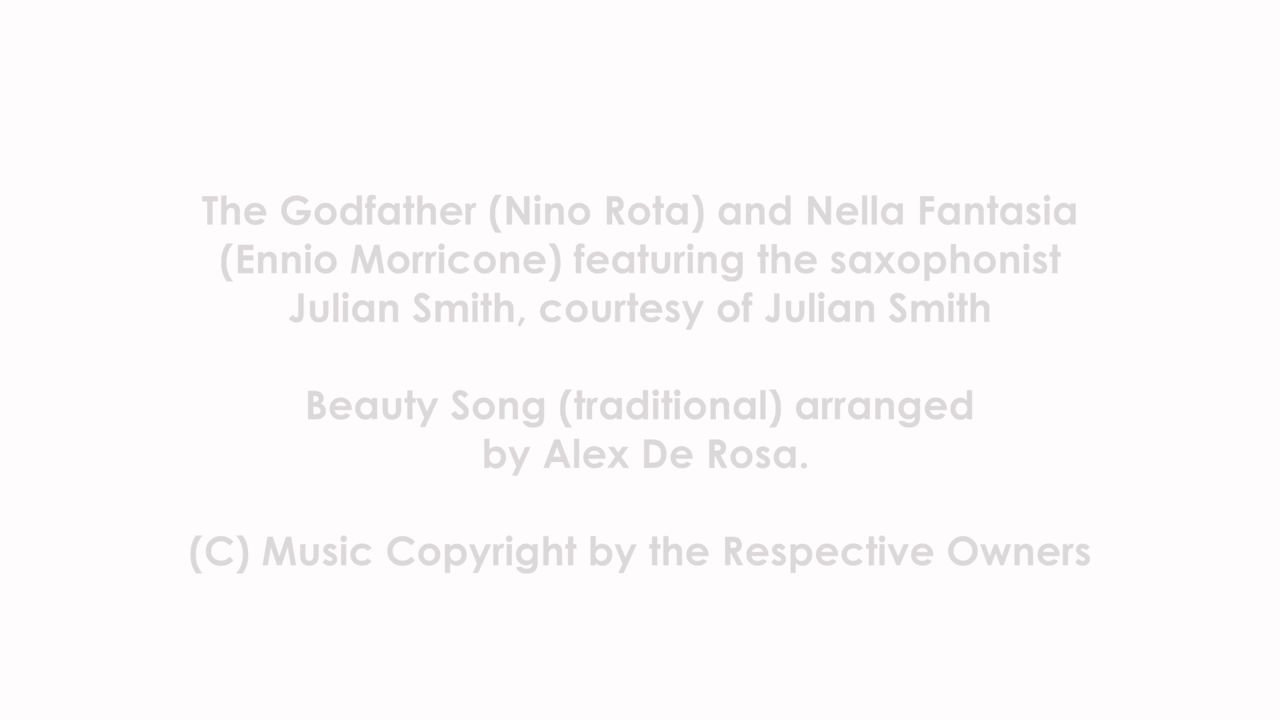 The Godfather (Nino Rota) and Nella Fantasia
(Ennio Morricone) featuring the saxophonist
Julian Smith, courtesy of Julian Smith
Beauty Song (traditional) arranged
by Alex De Rosa.
(C) Music Copyright by the Respective Owners